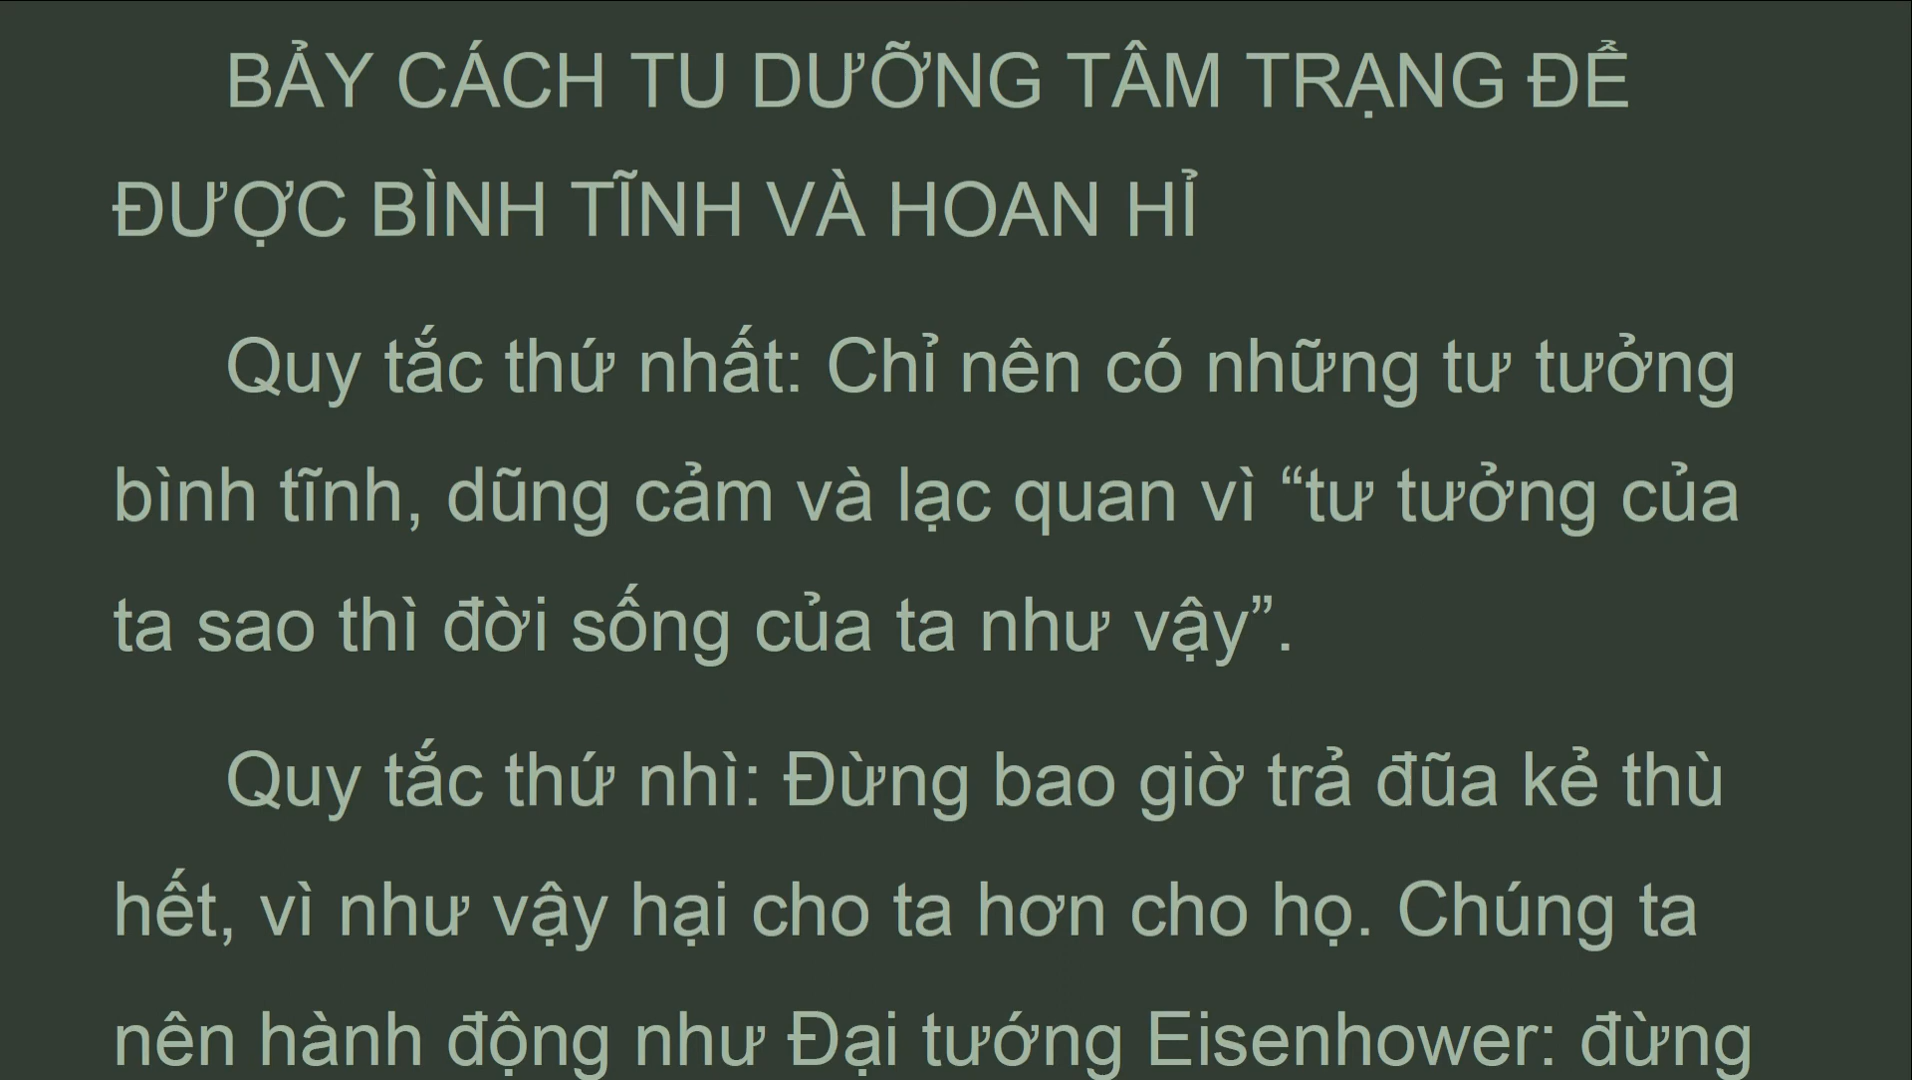 BẢY CÁCH TU DƯỠNG TÂM TRẠNG ĐỂ
ĐƯỢC BÌNH TĨNH VÀ HOAN HỈ
Quy tắc thứ nhất: Chỉ nên có những tư tưởng
bình tĩnh, dũng cảm và lạc quan vì “tư tưởng của
ta sao thì đời sống của ta như vậy”.
Quy tắc thứ nhì: Đừng bao giờ trả đũa kẻ thù
hết, vì như vậy hại cho ta hơn cho họ. Chúng ta
nên hành động như Đại tướng Eisenhower: đừng